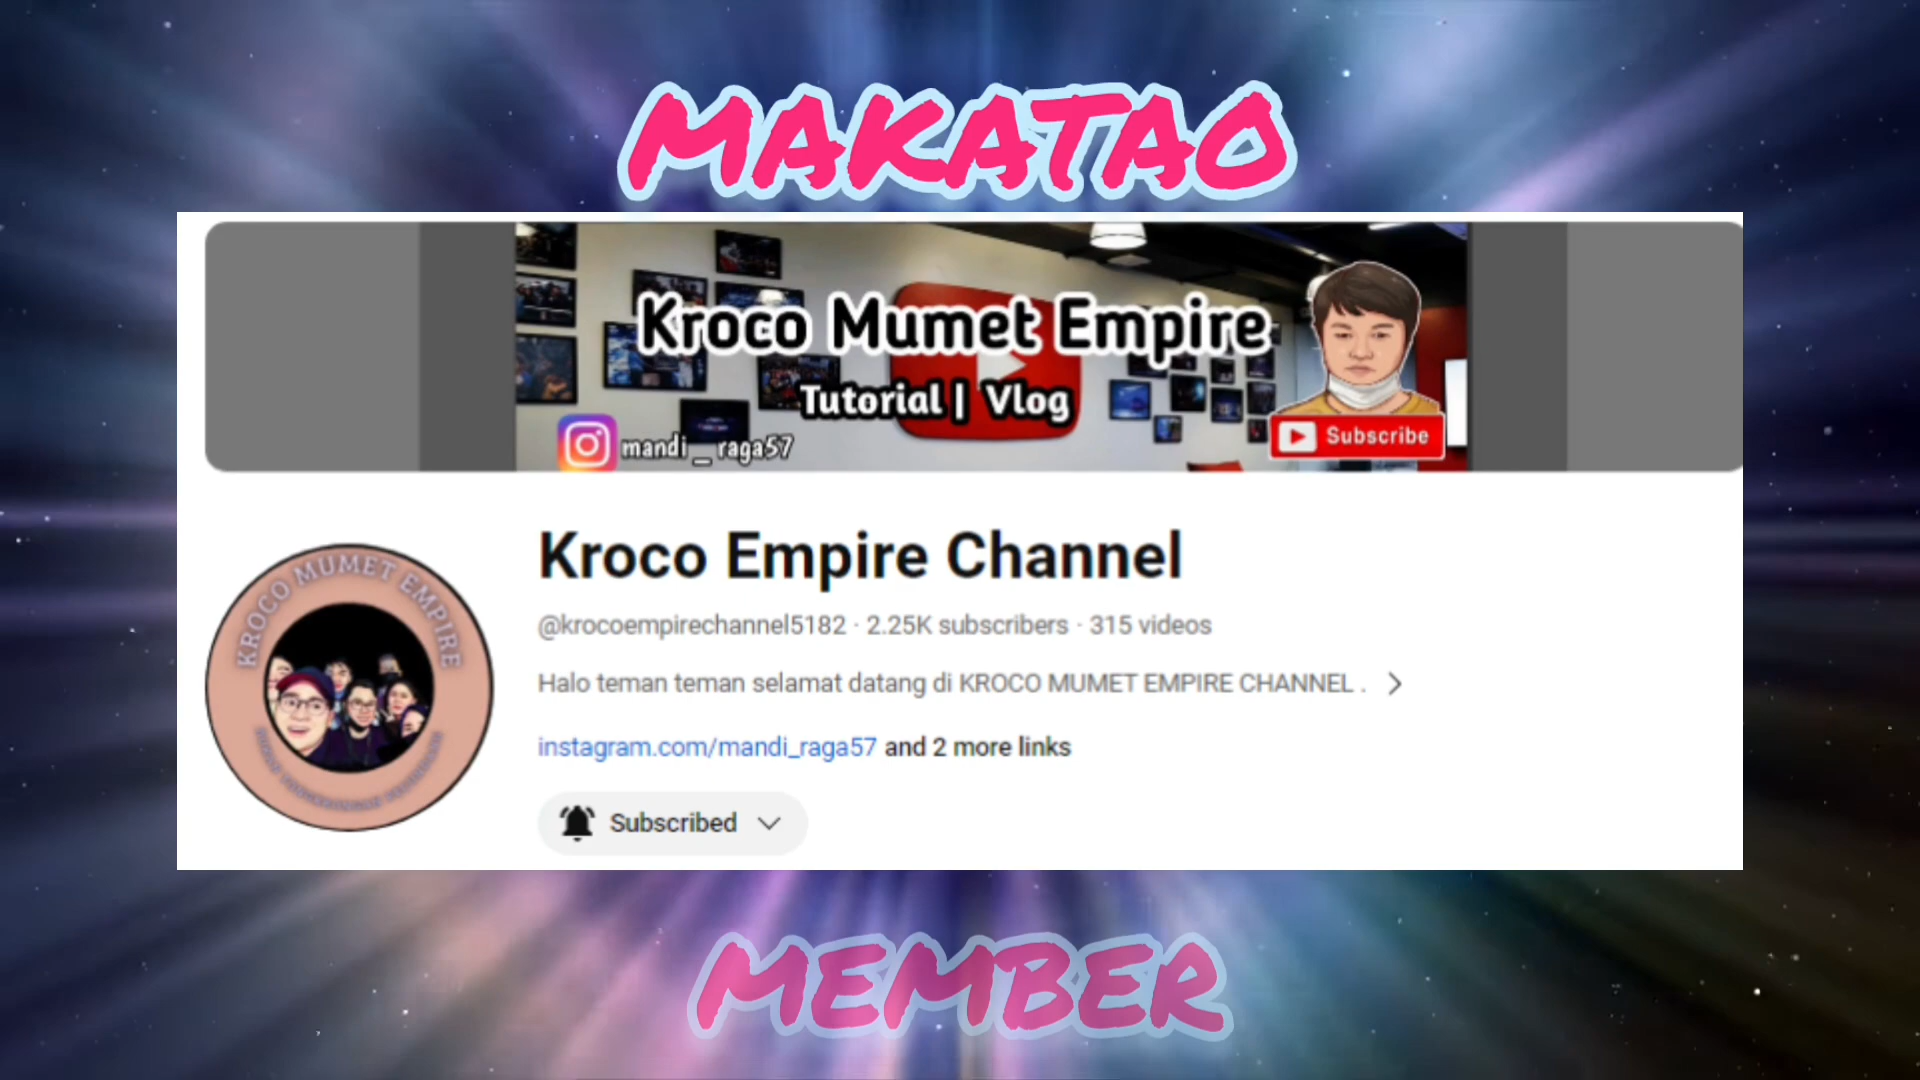 MAKATAO
Kroco Mumet Empire
Tutorial | Vlog
mandi_raga57
Subscribe
KROCO MUMET EMPIRE
Kroco Empire Channel
@krocoempirechannel5182 · 2.25K subscribers · 315 videos
Halo teman teman selamat datang di KROCO MUMET EMPIRE CHANNEL .
instagram.com/mandi_raga57 and 2 more links
Subscribed
MEMBER